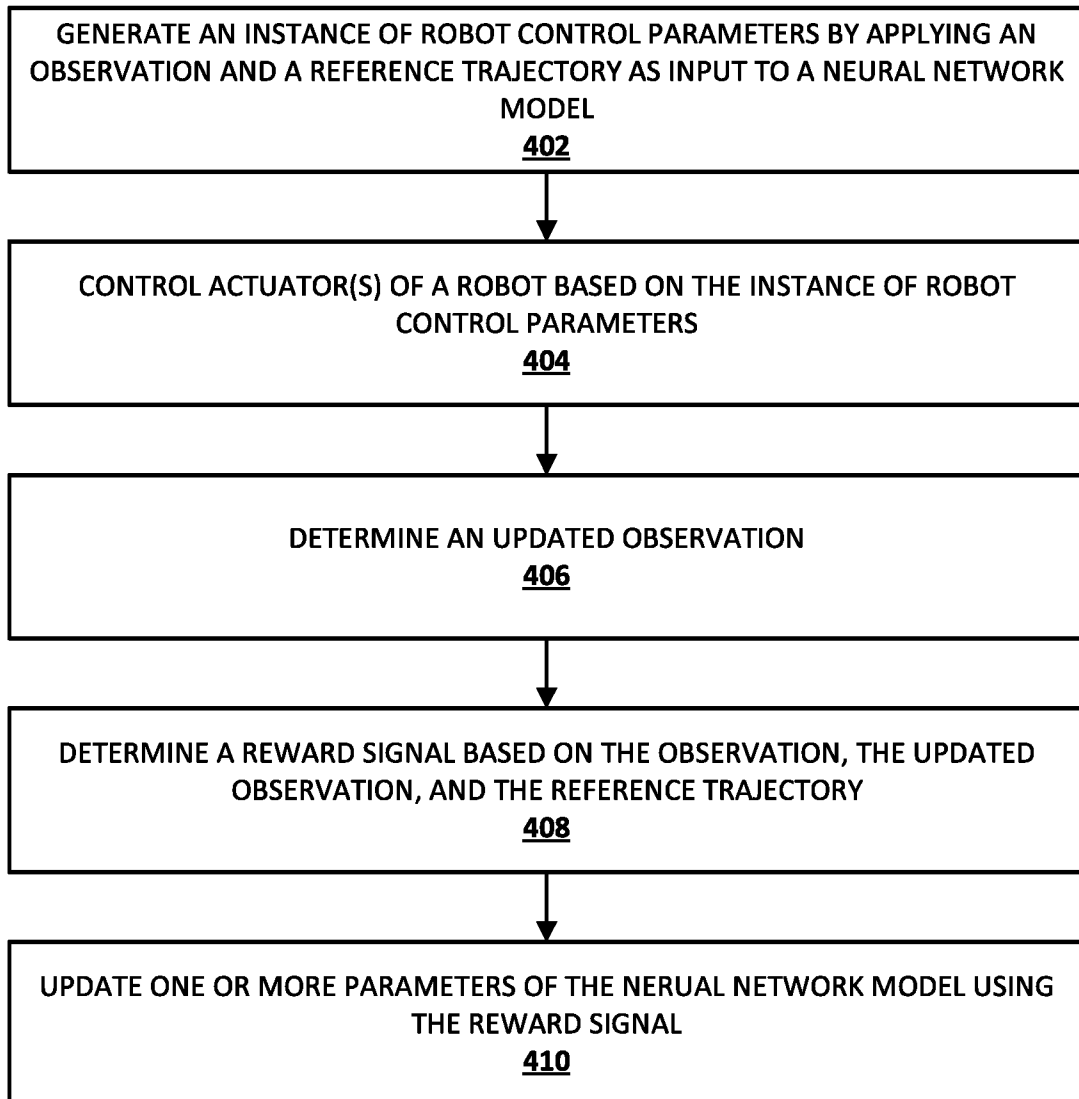 GENERATE AN INSTANCE OF ROBOT CONTROL PARAMETERS BY APPLYING AN
OBSERVATION AND A REFERENCE TRAJECTORY AS INPUT TO A NEURAL NETWORK
MODEL
402
CONTROL ACTUATOR(S) OF A ROBOT BASED ON THE INSTANCE OF ROBOT
CONTROL PARAMETERS
404
DETERMINE AN UPDATED OBSERVATION
406
DETERMINE A REWARD SIGNAL BASED ON THE OBSERVATION, THE UPDATED
OBSERVATION, AND THE REFERENCE TRAJECTORY
408
UPDATE ONE OR MORE PARAMETERS OF THE NERUAL NETWORK MODEL USING
THE REWARD SIGNAL
410